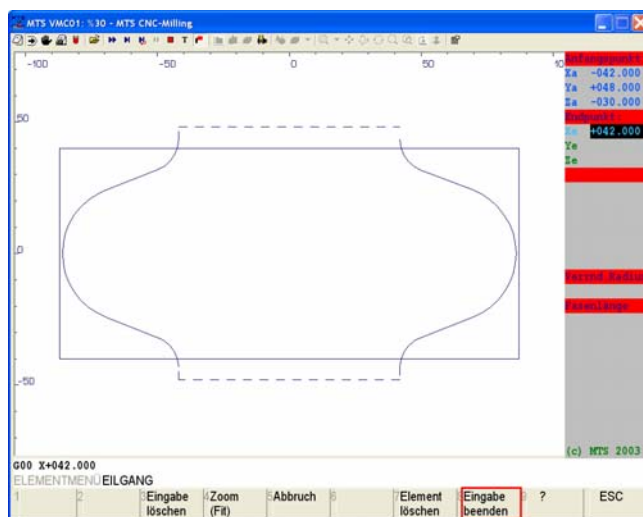 MTS VMC01: %30 - MTS CNC-Milling
-100 -50 0 50 10
50
0
-50
Anfangspunkt
Xa -042.000
Ya +048.000
Za -030.000
Endpunkt:
Xe +042.000
Ye
Ze
Verrnd.Radius
Fasenlänge
(c) MTS 2003
G00 X+042.000
ELEMENTMENÜ EILGANG
1 2 3 Eingabe löschen 4 Zoom (Fit) 5 Abbruch 6 7 Element löschen 8 Eingabe beenden 9 ? ESC